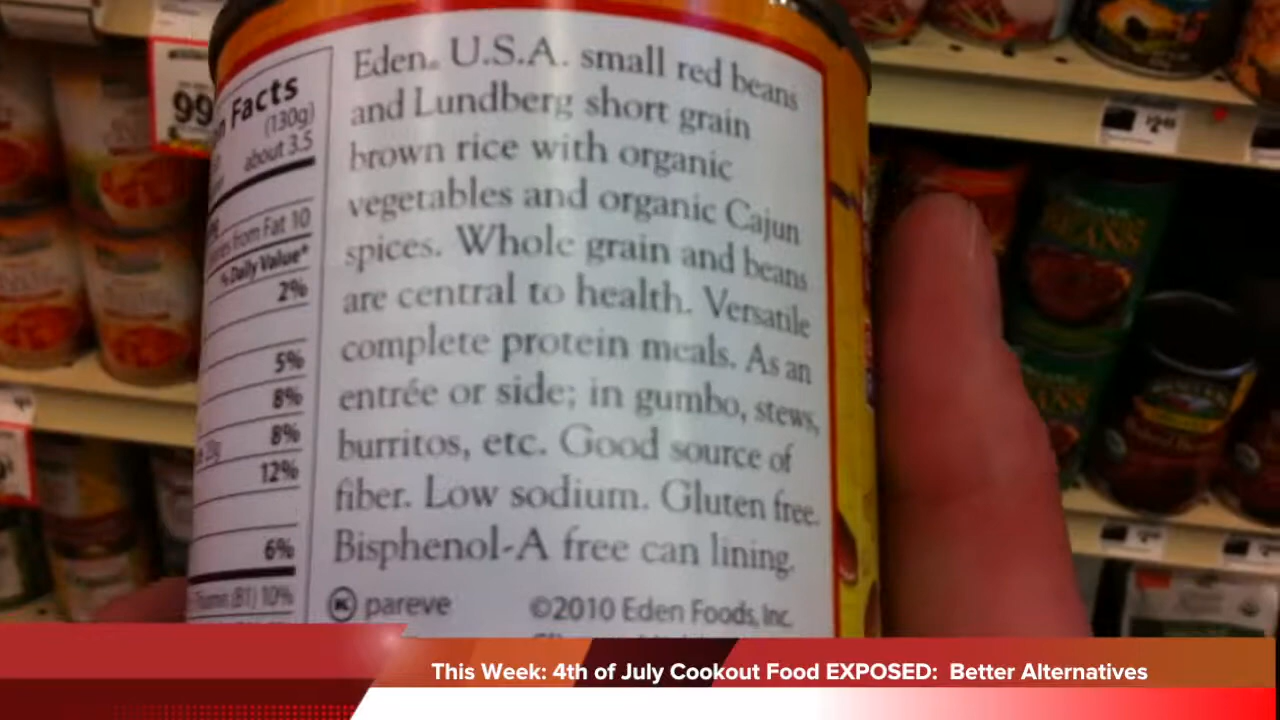 Facts
(130g)
about 3.5
from Fat 10
% Daily Value*
2%
5%
8%
8%
12%
6%
(B1) 10%
Eden® U.S.A. small red beans
and Lundberg short grain
brown rice with organic
vegetables and organic Cajun
spices. Whole grain and beans
are central to health. Versatile
complete protein meals. As an
entrée or side; in gumbo, stews,
burritos, etc. Good source of
fiber. Low sodium. Gluten free.
Bisphenol-A free can lining.
K pareve ©2010 Eden Foods, Inc.
99
BEANS
This Week: 4th of July Cookout Food EXPOSED: Better Alternatives